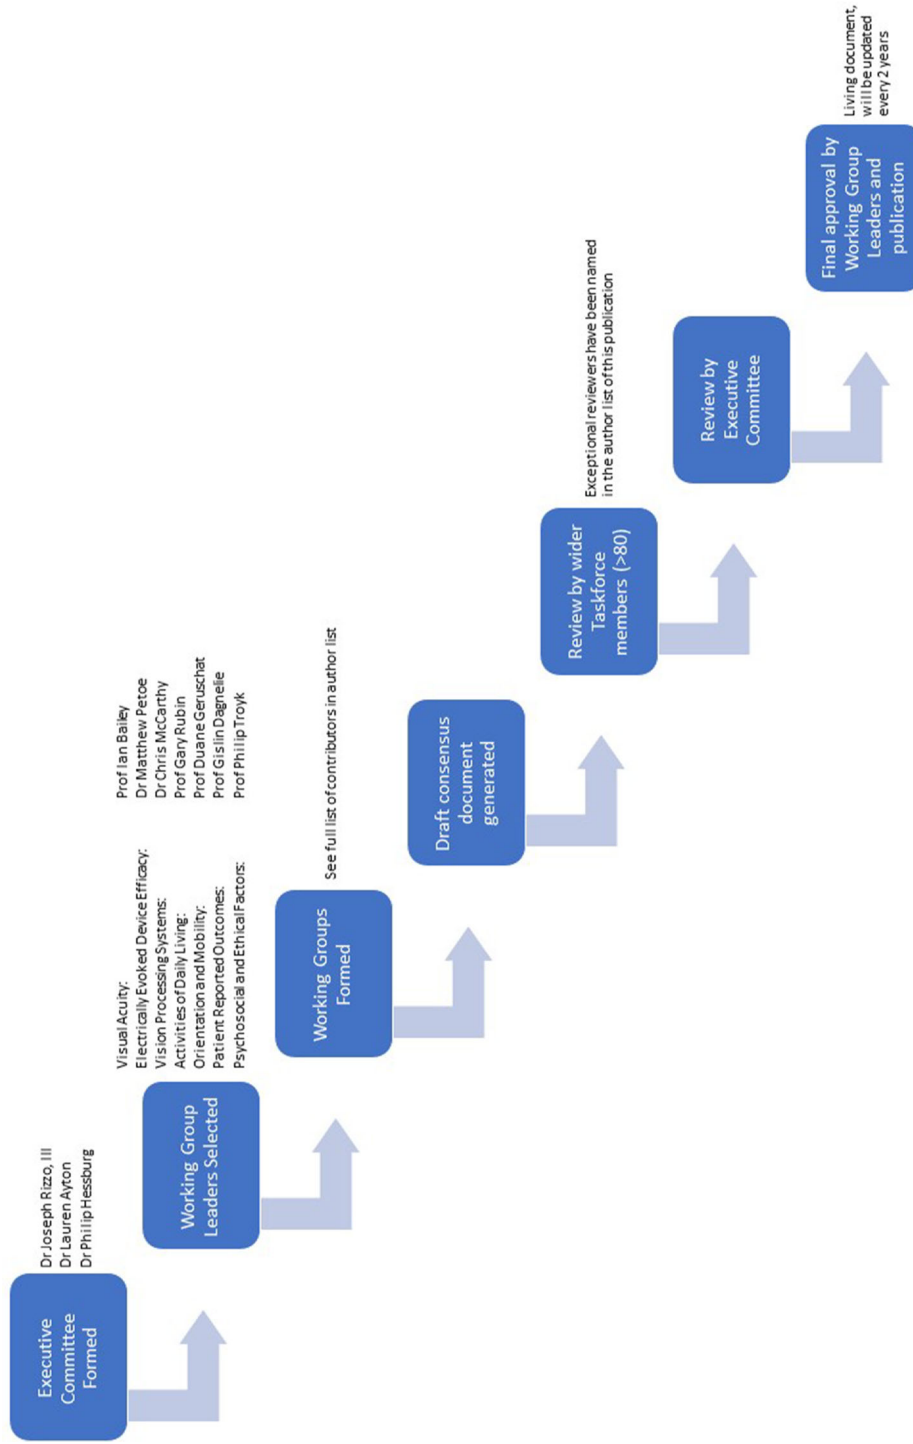 Executive
Committee
Formed
Dr Joseph Rizzo, III
Dr Lauren Ayton
Dr Philip Hessburg
Working Group
Leaders Selected
Visual Acuity: Prof Ian Bailey
Electrically Evoked Device Efficacy: Dr Matthew Petoe
Vision Processing Systems: Dr Chris McCarthy
Activities of Daily Living: Prof Gary Rubin
Orientation and Mobility: Prof Duane Geruschat
Patient Reported Outcomes: Prof Gislin Dagnelie
Psychosocial and Ethical Factors: Prof Philip Troyk
Working Groups
Formed
See full list of contributors in author list
Draft consensus
document
generated
Review by wider
Taskforce
members (>80)
Exceptional reviewers have been named
in the author list of this publication
Review by
Executive
Committee
Final approval by
Working Group
Leaders and
publication
Living document,
will be updated
every 2 years